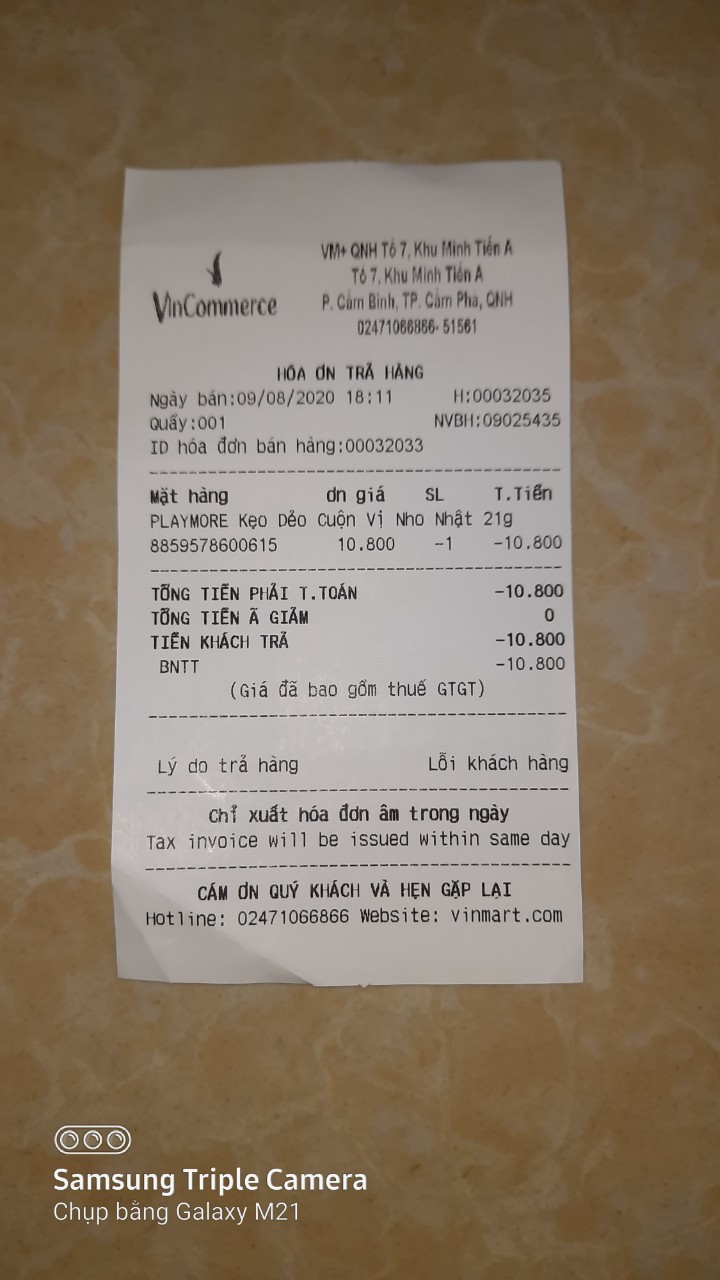 VinCommerce
VM+ QNH Tổ 7, Khu Minh Tiến A
Tổ 7, Khu Minh Tiến A
P. Cẩm Bình, TP. Cẩm Phả, QNH
02471066866- 51561
HÓA ƠN TRẢ HÀNG
Ngày bán:09/08/2020 18:11 H:00032035
Quầy:001 NVBH:09025435
ID hóa đơn bán hàng:00032033
Mặt hàng ơn giá SL T.Tiền
PLAYMORE Kẹo Dẻo Cuộn Vị Nho Nhật 21g
8859578600615 10.800 -1 -10.800
TỔNG TIỀN PHẢI T.TOÁN -10.800
TỔNG TIỀN Ã GIẢM 0
TIỀN KHÁCH TRẢ -10.800
BNTT -10.800
(Giá đã bao gồm thuế GTGT)
Lý do trả hàng Lỗi khách hàng
Chỉ xuất hóa đơn âm trong ngày
Tax invoice will be issued within same day
CÁM ƠN QUÝ KHÁCH VÀ HẸN GẶP LẠI
Hotline: 02471066866 Website: vinmart.com
Samsung Triple Camera
Chụp bằng Galaxy M21